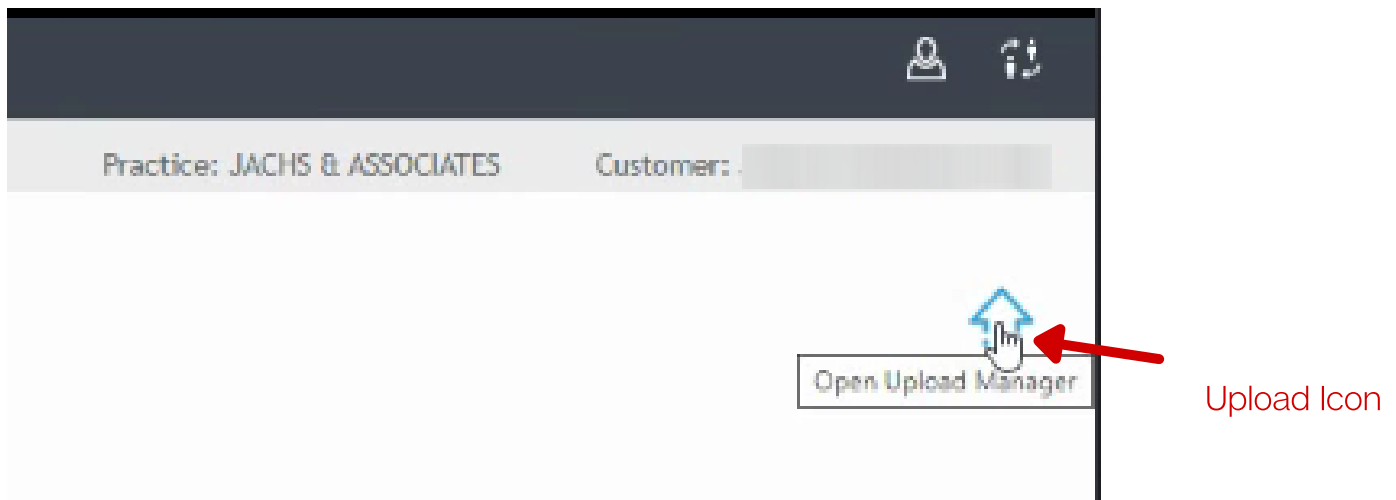 Practice: JACHS & ASSOCIATES Customer:
Open Upload Manager
Upload Icon